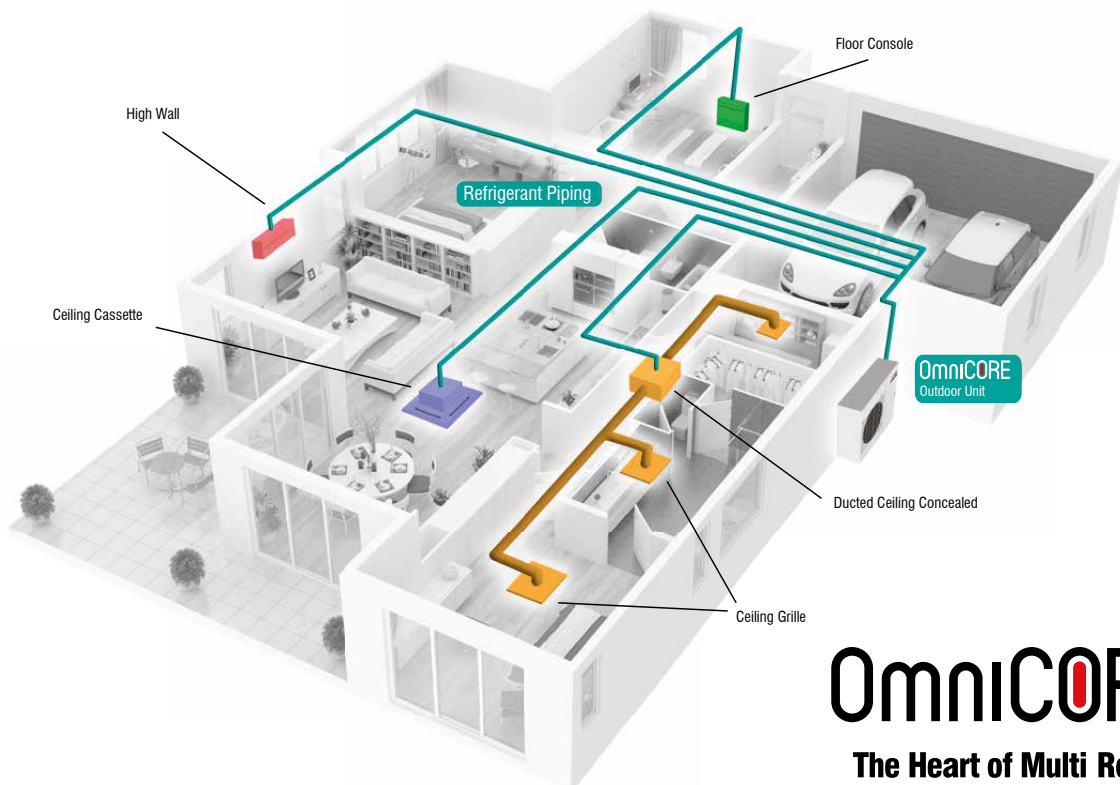 Floor Console
High Wall
Refrigerant Piping
Ceiling Cassette
OmniCORE
Outdoor Unit
Ducted Ceiling Concealed
Ceiling Grille
OmniCO
The Heart of Multi